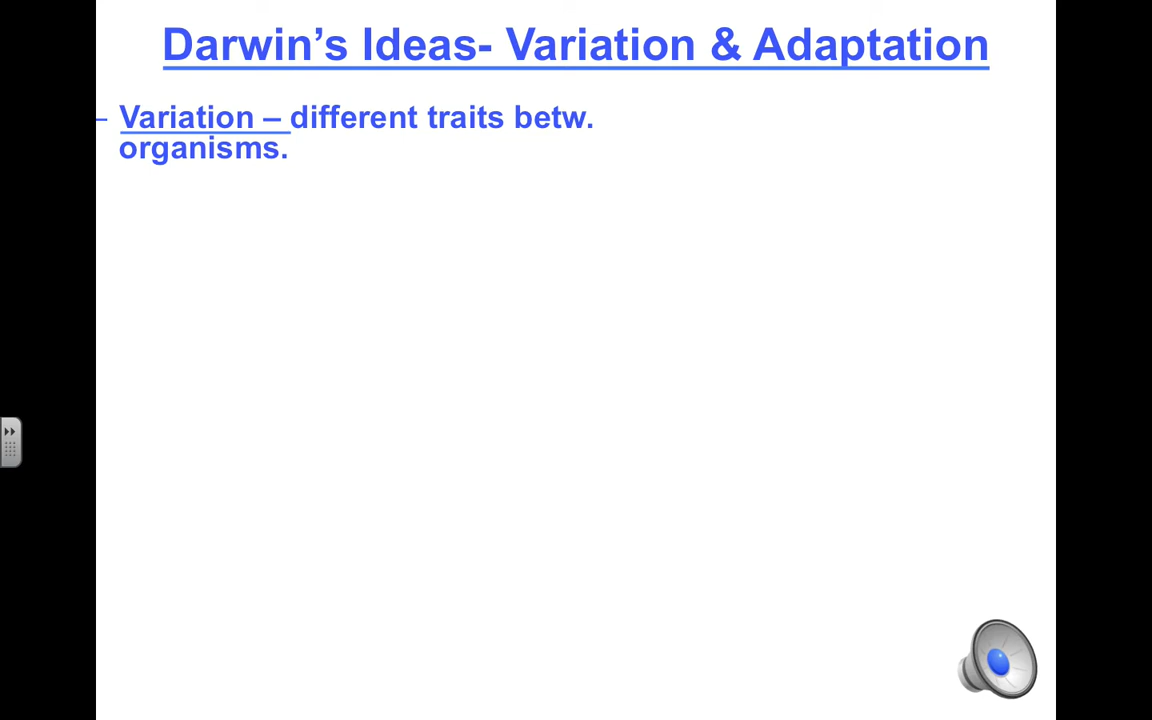 Darwin’s Ideas- Variation & Adaptation
– Variation – different traits betw.
organisms.